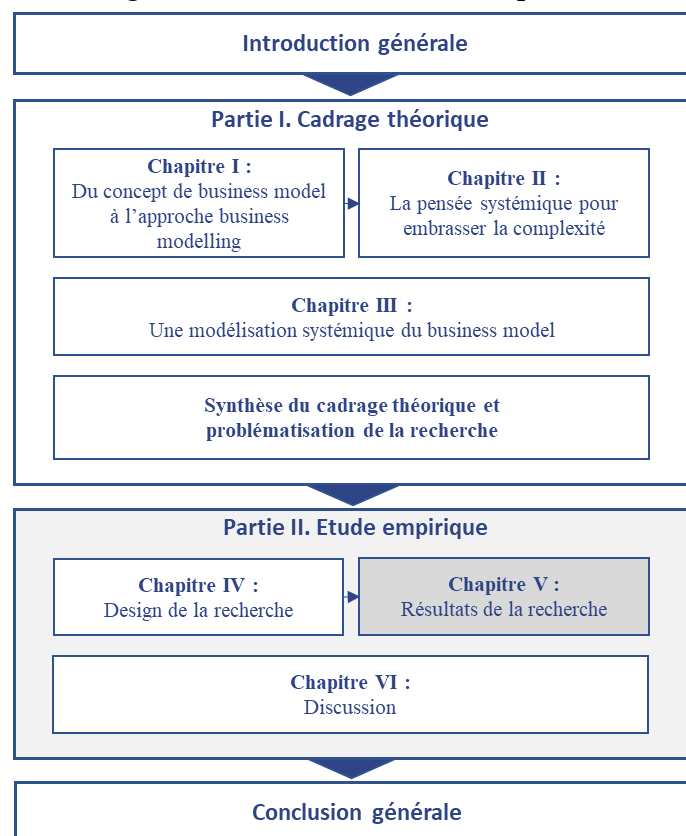 Introduction générale
Partie I. Cadrage théorique
Chapitre I :
Du concept de business model
à l’approche business
modelling
Chapitre II :
La pensée systémique pour
embrasser la complexité
Chapitre III :
Une modélisation systémique du business model
Synthèse du cadrage théorique et
problématisation de la recherche
Partie II. Etude empirique
Chapitre IV :
Design de la recherche
Chapitre V :
Résultats de la recherche
Chapitre VI :
Discussion
Conclusion générale